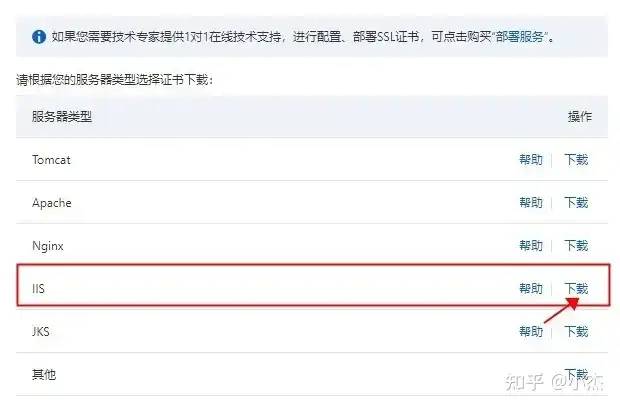 如果您需要技术专家提供1对1在线技术支持，进行配置、部署SSL证书，可点击购买“部署服务”。
请根据您的服务器类型选择证书下载：
服务器类型 操作
Tomcat 帮助 下载
Apache 帮助 下载
Nginx 帮助 下载
IIS 帮助 下载
JKS 帮助 下载
其他 下载
知乎 @小杰